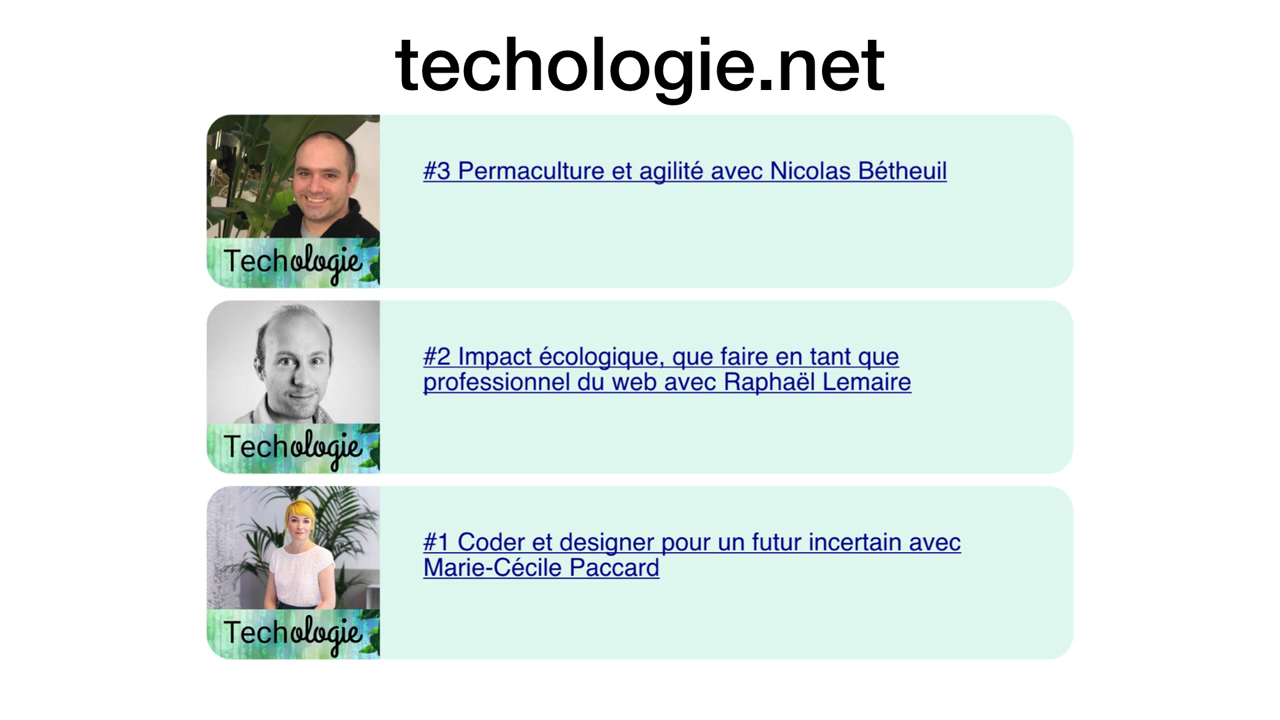 techologie.net
#3 Permaculture et agilité avec Nicolas Bétheuil
Techologie
#2 Impact écologique, que faire en tant que
professionnel du web avec Raphaël Lemaire
Techologie
#1 Coder et designer pour un futur incertain avec
Marie-Cécile Paccard
Techologie